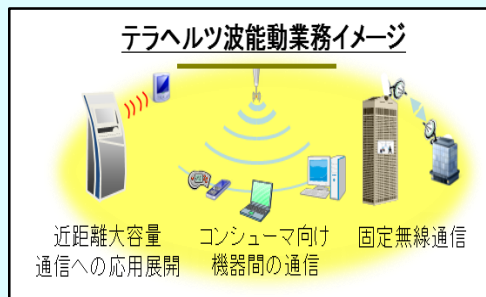 テラヘルツ波能動業務イメージ
近距離大容量
通信への応用展開
コンシューマ向け
機器間の通信
固定無線通信